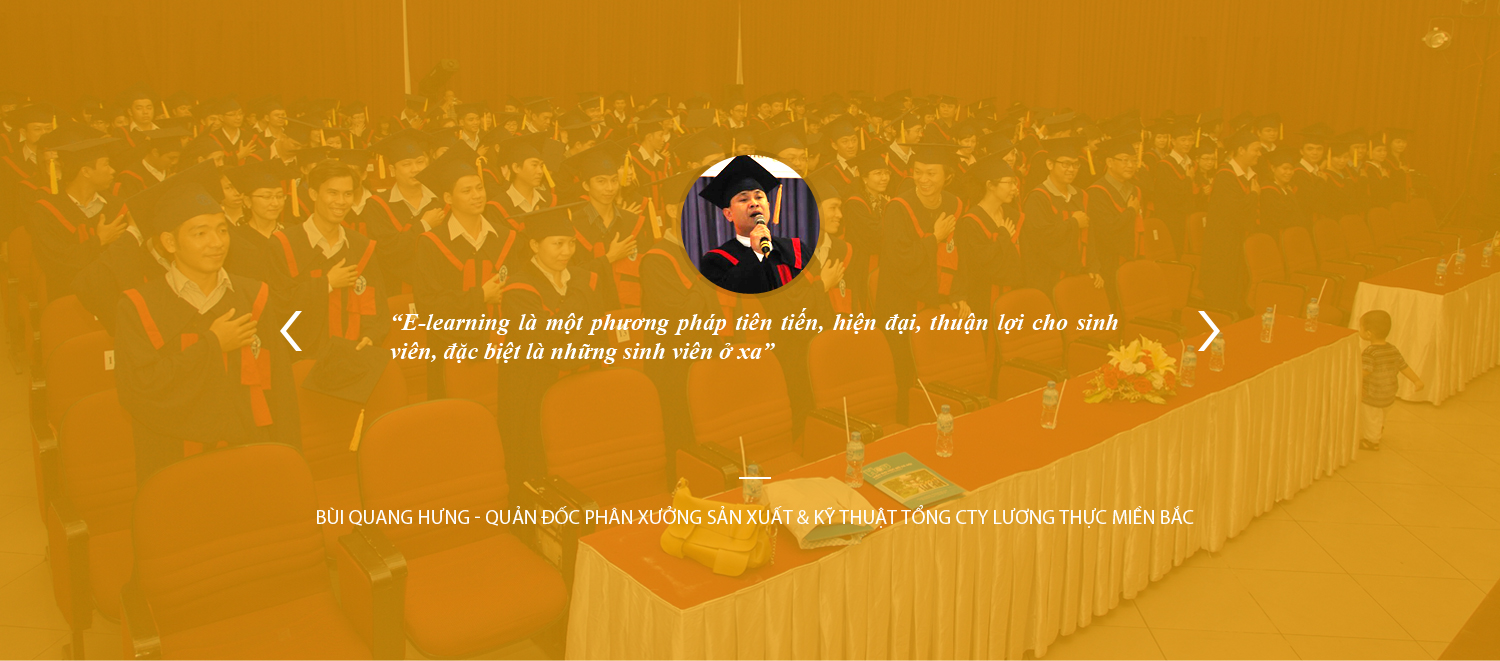 “E-learning là một phương pháp tiên tiến, hiện đại, thuận lợi cho sinh
viên, đặc biệt là những sinh viên ở xa”
BÙI QUANG HƯNG - QUẢN ĐỐC PHÂN XƯỞNG SẢN XUẤT & KỸ THUẬT TỔNG CTY LƯƠNG THỰC MIỀN BẮC